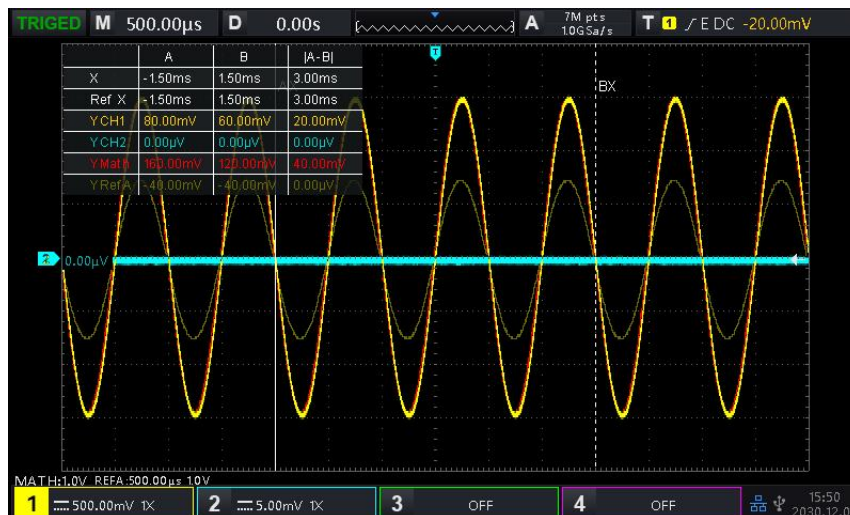 TRIGED M 500.00µs D 0.00s A 7M pts 1.0GSa/s T 1 E DC -20.00mV
A B |A-B|
X -1.50ms 1.50ms 3.00ms
Ref X -1.50ms 1.50ms 3.00ms
Y CH1 80.00mV 60.00mV 20.00mV
Y CH2 0.00µV 0.00µV 0.00µV
Y Math 160.00mV 120.00mV 40.00mV
Y Ref A -40.00mV -40.00mV 0.00µV
T
BX
2 0.00µV
MATH:1.0V REFA:500.00µs 1.0V
1 500.00mV 1X 2 5.00mV 1X 3 OFF 4 OFF 15:50